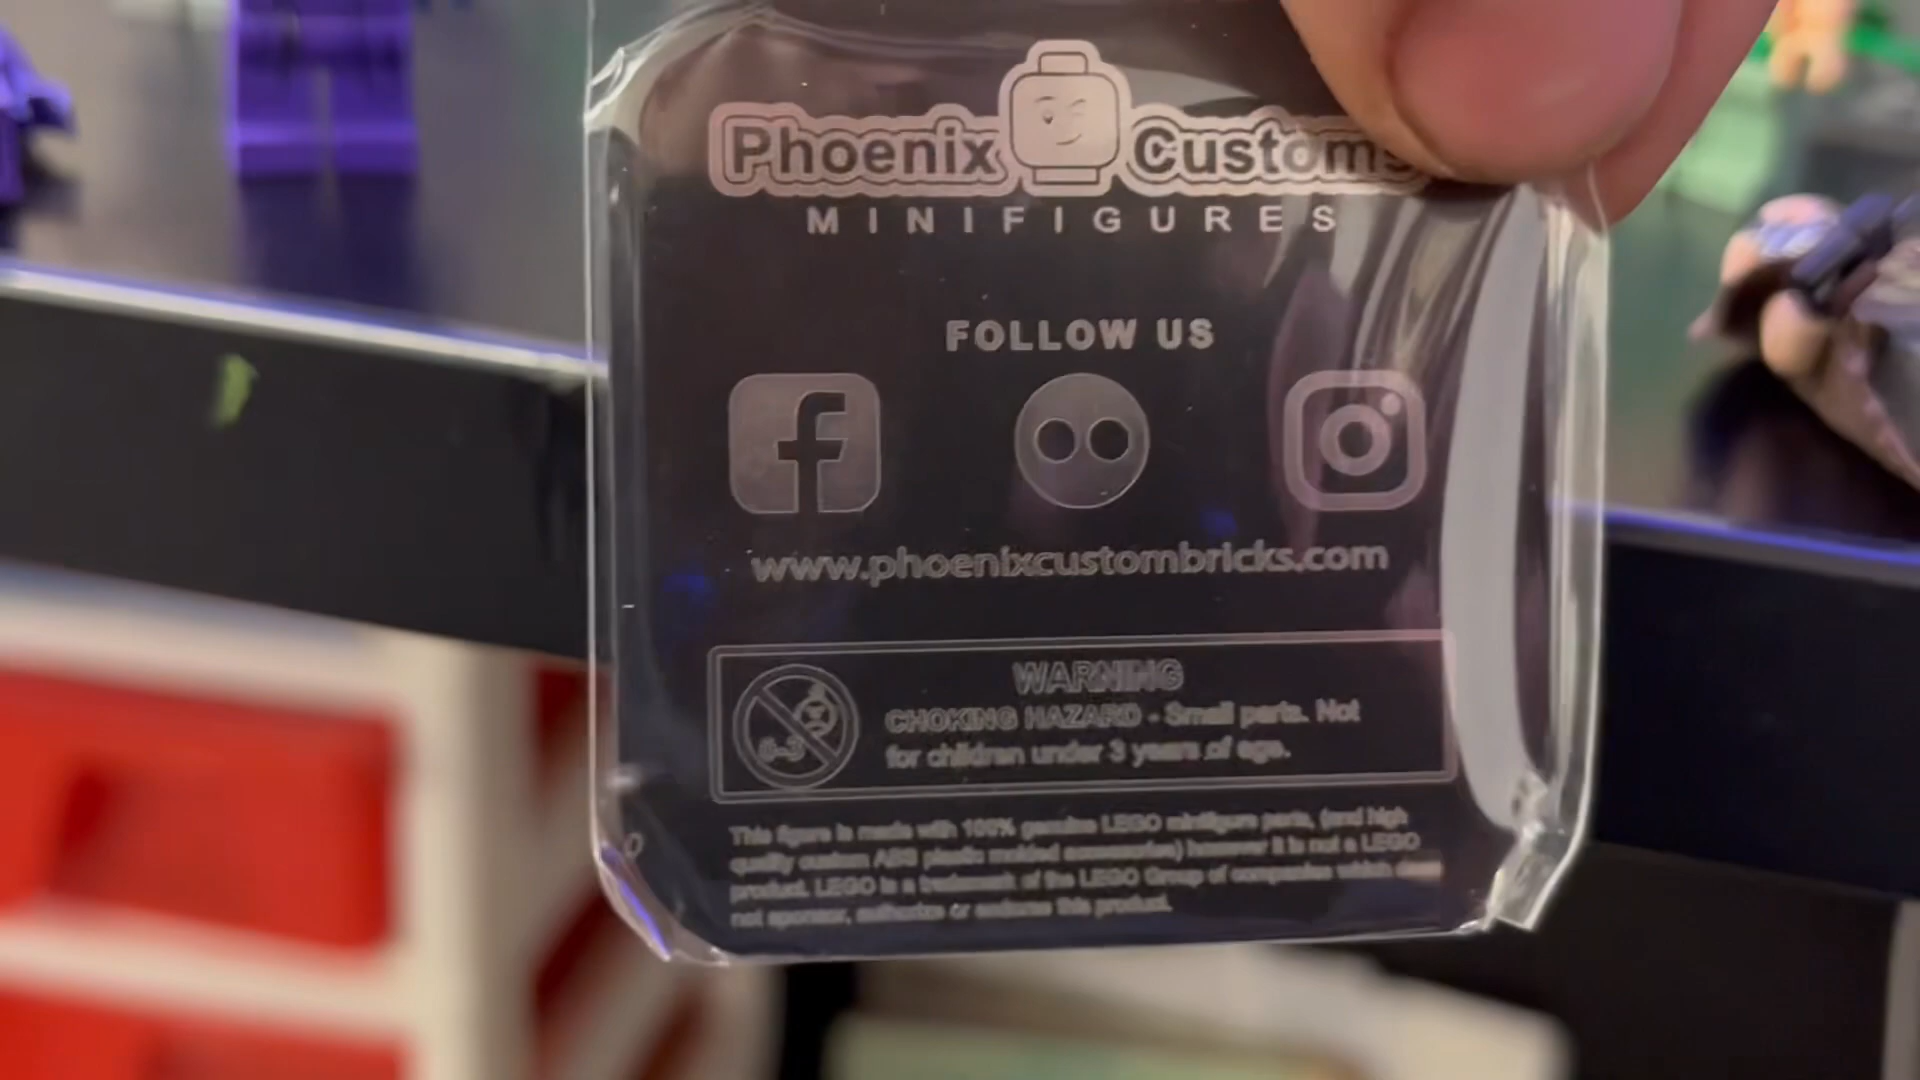 Phoenix Customs
MINIFIGURES
FOLLOW US
www.phoenixcustombricks.com
WARNING
CHOKING HAZARD - Small parts. Not
for children under 3 years of age.
0-3
This figure is made with 100% genuine LEGO minifigure parts, (and high
quality custom ABS plastic molded accessories) however it is not a LEGO
product. LEGO is a trademark of the LEGO Group of companies which does
not sponsor, authorize or endorse this product.